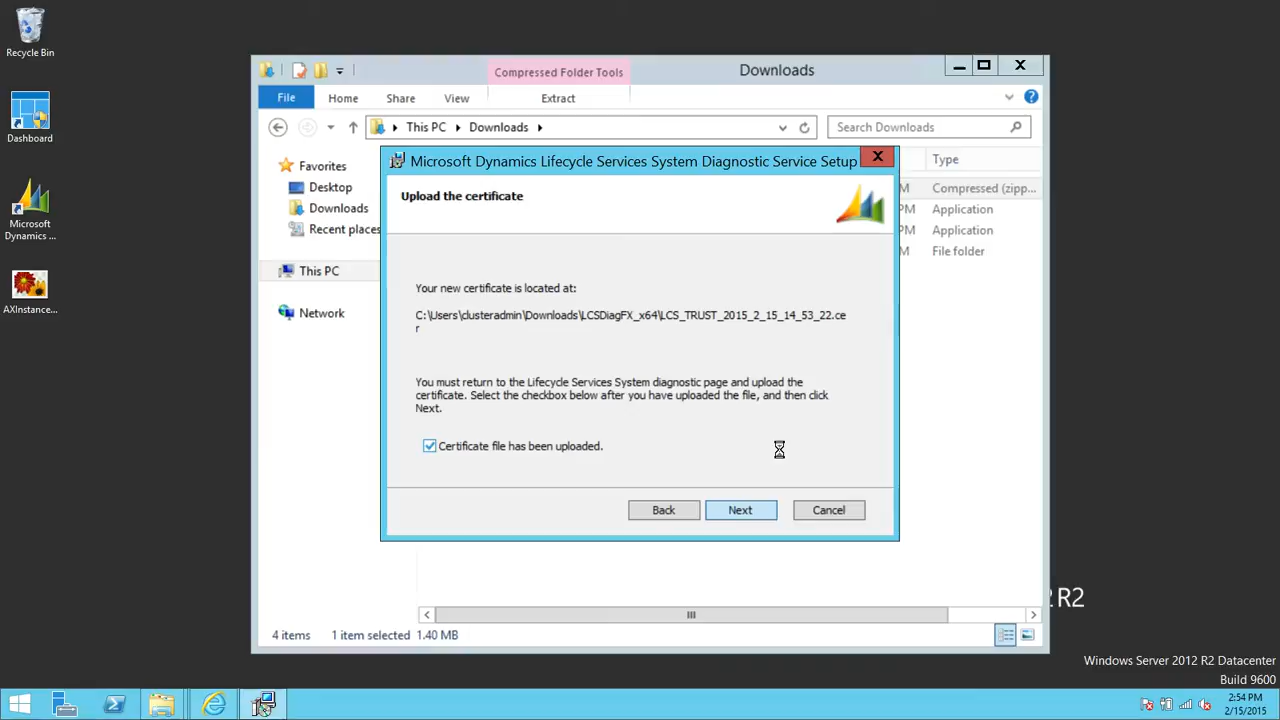 Recycle Bin
Dashboard
Microsoft
Dynamics ...
AXInstance...
Compressed Folder Tools
Downloads
File
Home
Share
View
Extract
This PC
Downloads
Search Downloads
Favorites
Desktop
Downloads
Recent places
This PC
Network
Type
M
Compressed (zipp...
PM
Application
PM
Application
M
File folder
Microsoft Dynamics Lifecycle Services System Diagnostic Service Setup
Upload the certificate
Your new certificate is located at:
C:\Users\clusteradmin\Downloads\LCSDiagFX_x64\LCS_TRUST_2015_2_15_14_53_22.ce
r
You must return to the Lifecycle Services System diagnostic page and upload the
certificate. Select the checkbox below after you have uploaded the file, and then click
Next.
Certificate file has been uploaded.
Back
Next
Cancel
4 items
1 item selected
1.40 MB
2 R2
Windows Server 2012 R2 Datacenter
Build 9600
2:54 PM
2/15/2015